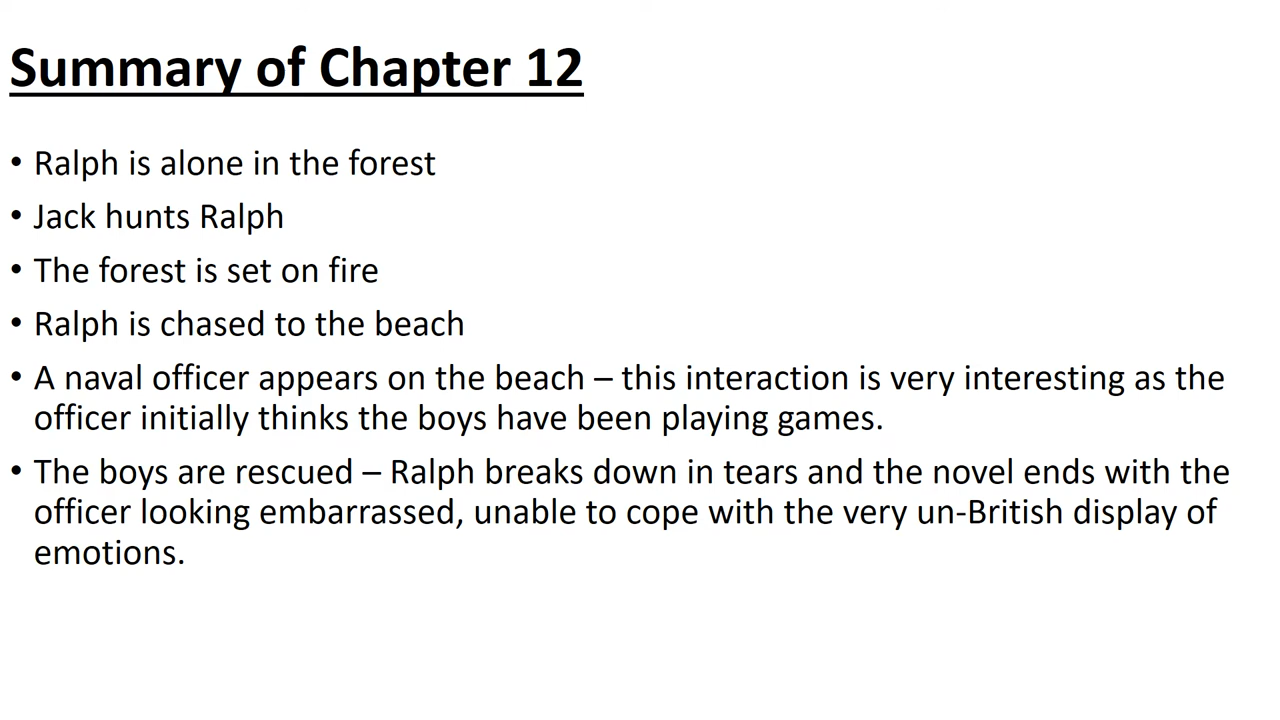 Summary of Chapter 12
• Ralph is alone in the forest
• Jack hunts Ralph
• The forest is set on fire
• Ralph is chased to the beach
• A naval officer appears on the beach – this interaction is very interesting as the
officer initially thinks the boys have been playing games.
• The boys are rescued – Ralph breaks down in tears and the novel ends with the
officer looking embarrassed, unable to cope with the very un-British display of
emotions.